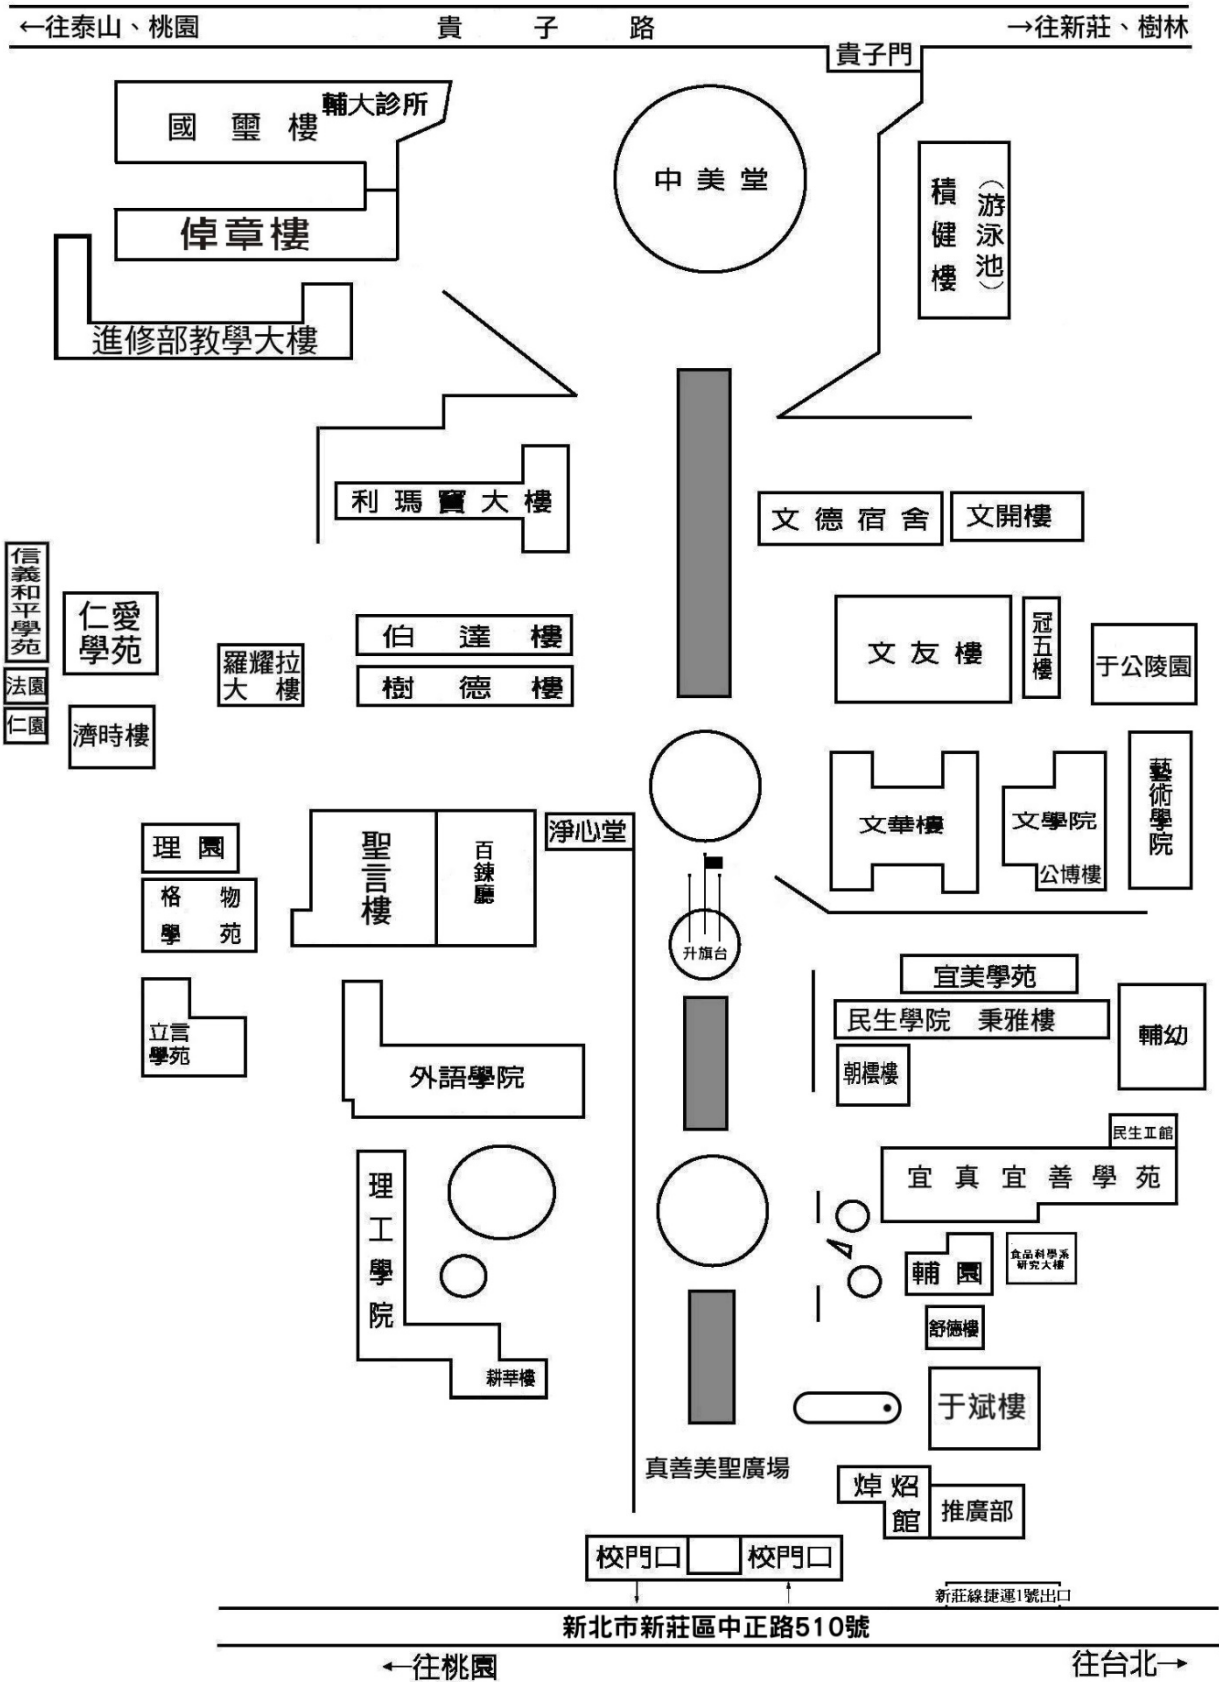 ←往泰山、桃園
貴子路
→往新莊、樹林
貴子門
國璽樓
輔大診所
中美堂
積健樓
（游泳池）
倬章樓
進修部教學大樓
利瑪竇大樓
文德宿舍
文開樓
信義和平學苑
仁愛
學苑
法園
仁園
濟時樓
羅耀拉
大樓
伯達樓
樹德樓
文友樓
冠五樓
于公陵園
文華樓
文學院
公博樓
藝術學院
理園
格物
學苑
聖言樓
百鍊廳
淨心堂
升旗台
立言
學苑
外語學院
宜美學苑
民生學院 秉雅樓
朝橒樓
輔幼
民生II館
宜真宜善學苑
理工學院
耕莘樓
輔園
食品科學系
研究大樓
舒德樓
于斌樓
真善美聖廣場
焯炤
館
推廣部
校門口
校門口
新莊線捷運1號出口
新北市新莊區中正路510號
←往桃園
往台北→